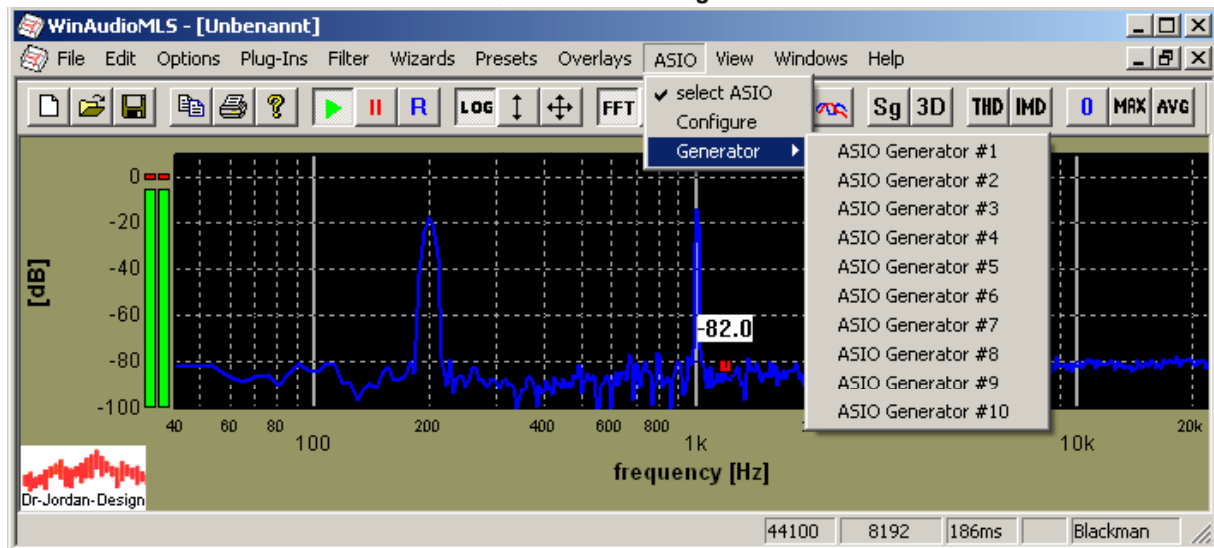 WinAudioMLS - [Unbenannt]
File Edit Options Plug-Ins Filter Wizards Presets Overlays ASIO View Windows Help
R LOG FFT Sg 3D THD IMD 0 MAX AVG
select ASIO
Configure
Generator
ASIO Generator #1
ASIO Generator #2
ASIO Generator #3
ASIO Generator #4
ASIO Generator #5
ASIO Generator #6
ASIO Generator #7
ASIO Generator #8
ASIO Generator #9
ASIO Generator #10
[dB]
0
-20
-40
-60
-80
-100
-82.0
40 60 80 100 200 400 600 800 1k 10k 20k
frequency [Hz]
Dr-Jordan-Design
44100 8192 186ms Blackman